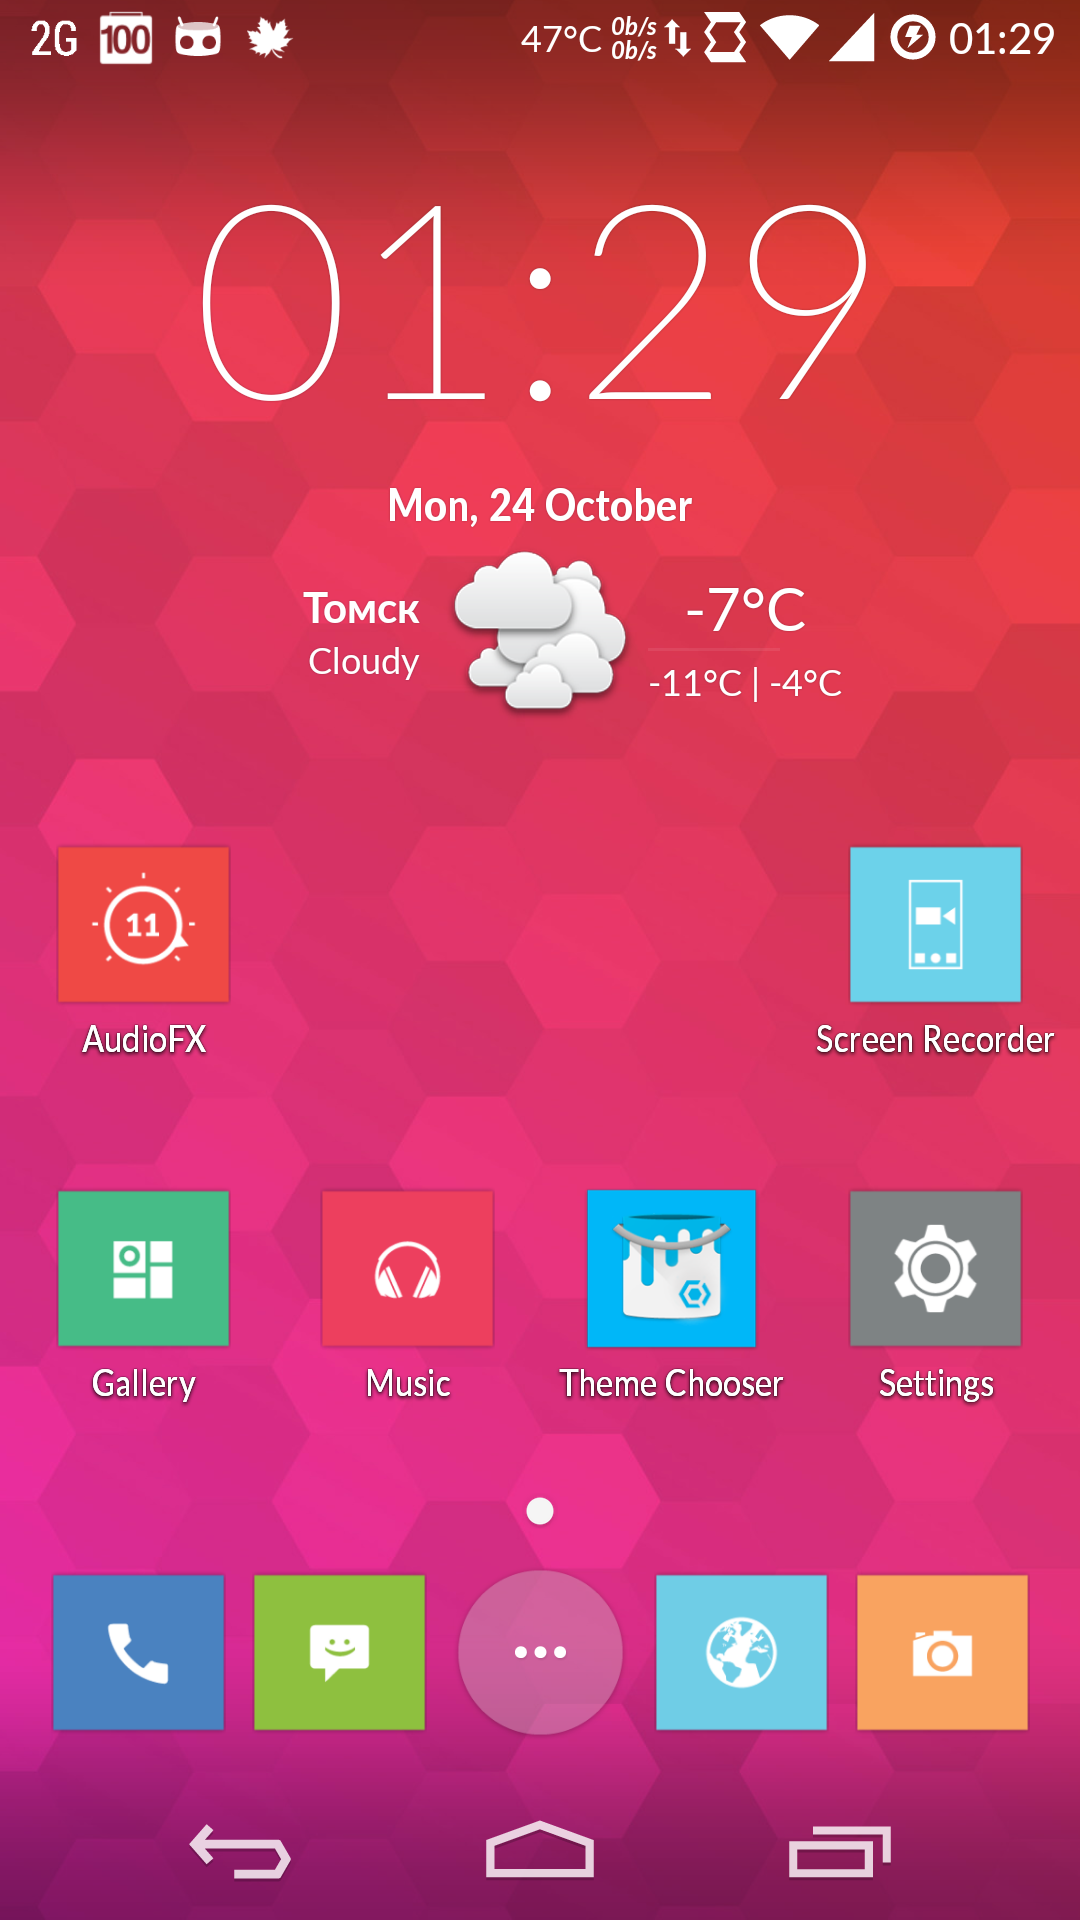 2G 100 47°C 0b/s 01:29
0b/s
01:29
Mon, 24 October
Томск
Cloudy
-7°C
-11°C | -4°C
11
AudioFX
Screen Recorder
Gallery
Music
Theme Chooser
Settings